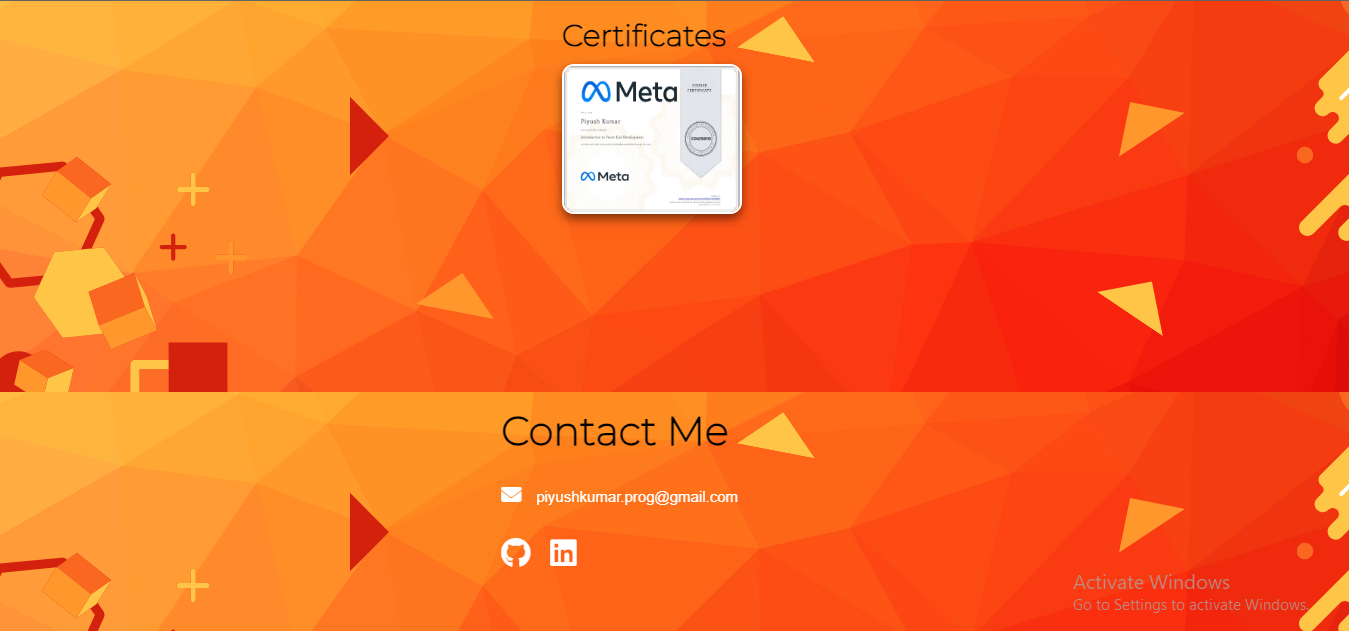 Certificates
Meta
COURSE
CERTIFICATE
Piyush Kumar
Introduction to Front-End Development
coursera
Meta
Contact Me
piyushkumar.prog@gmail.com
Activate Windows
Go to Settings to activate Windows.